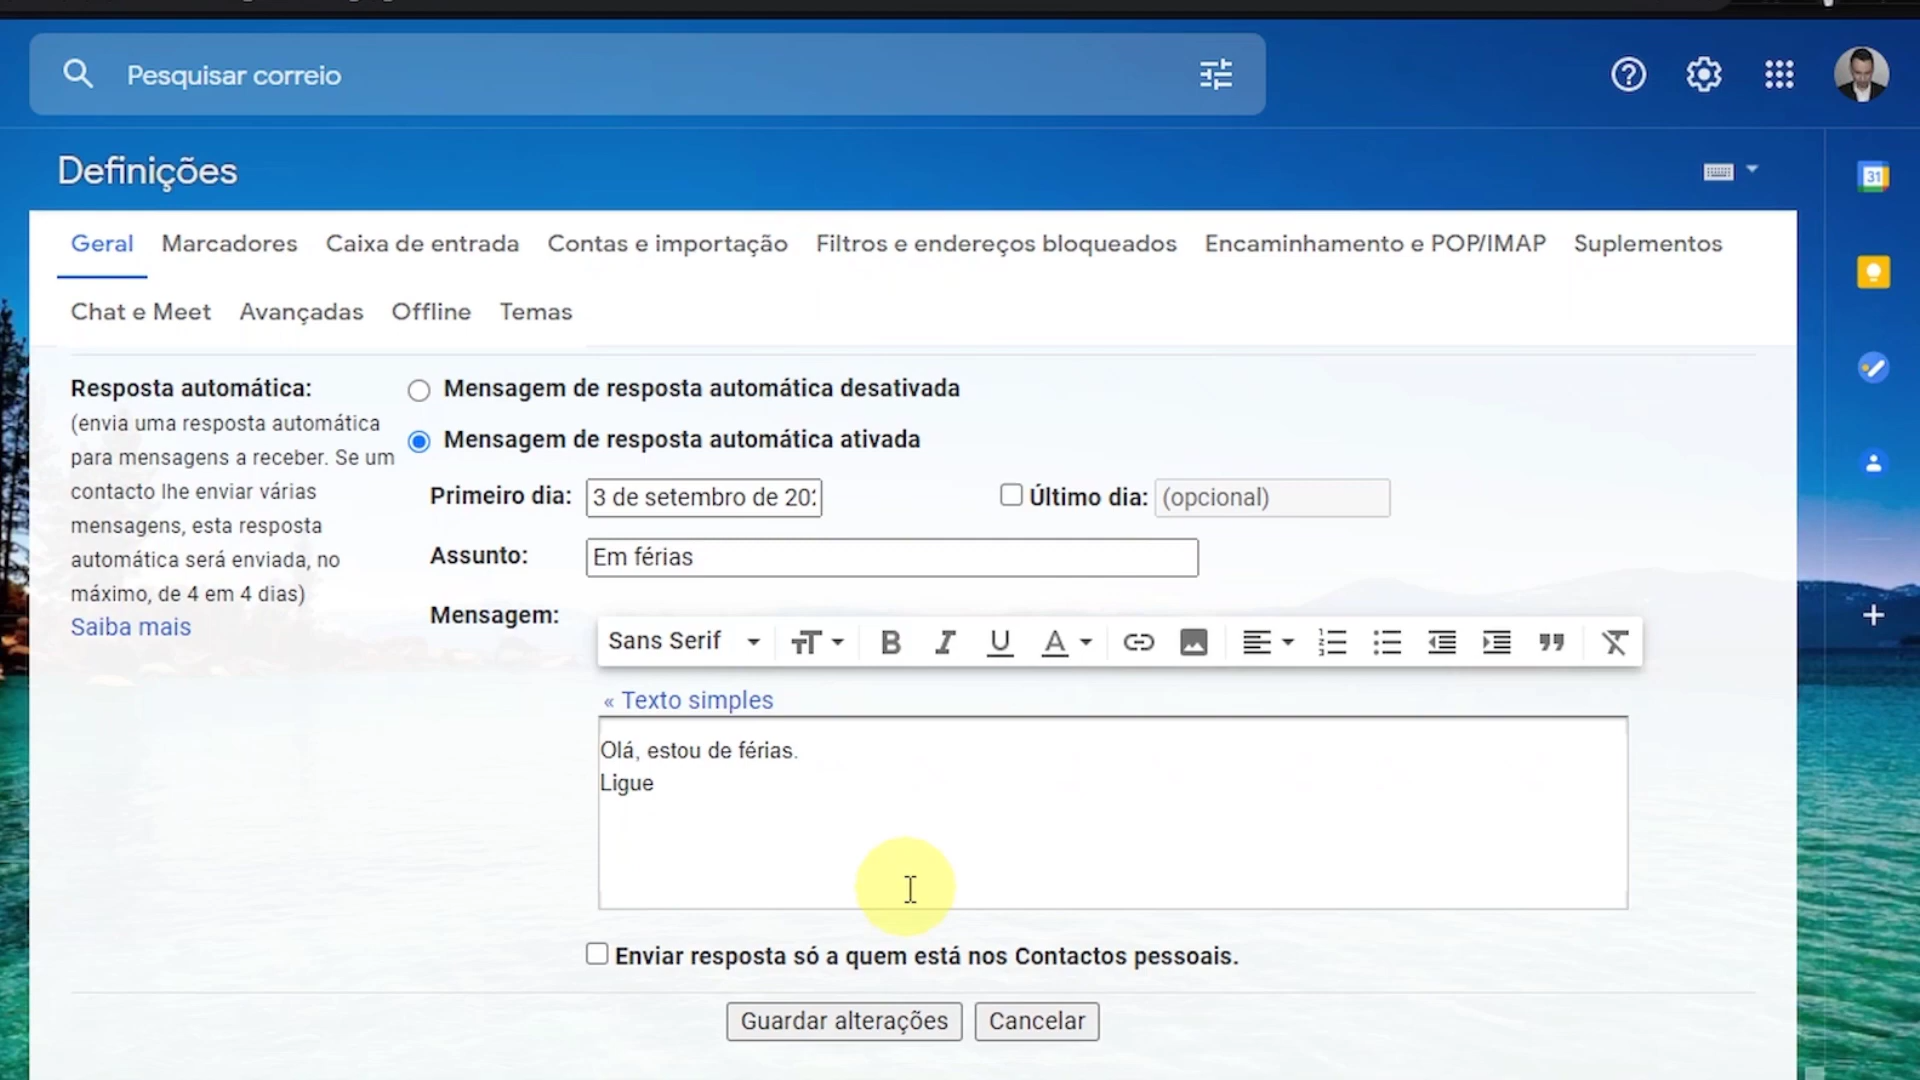 Pesquisar correio
Definições
31
Geral Marcadores Caixa de entrada Contas e importação Filtros e endereços bloqueados Encaminhamento e POP/IMAP Suplementos
Chat e Meet Avançadas Offline Temas
Resposta automática:
(envia uma resposta automática
para mensagens a receber. Se um
contacto lhe enviar várias
mensagens, esta resposta
automática será enviada, no
máximo, de 4 em 4 dias)
Saiba mais
Mensagem de resposta automática desativada
Mensagem de resposta automática ativada
Primeiro dia: 3 de setembro de 20 Último dia: (opcional)
Assunto: Em férias
Mensagem:
Sans Serif
« Texto simples
Olá, estou de férias.
Ligue
Enviar resposta só a quem está nos Contactos pessoais.
Guardar alterações Cancelar